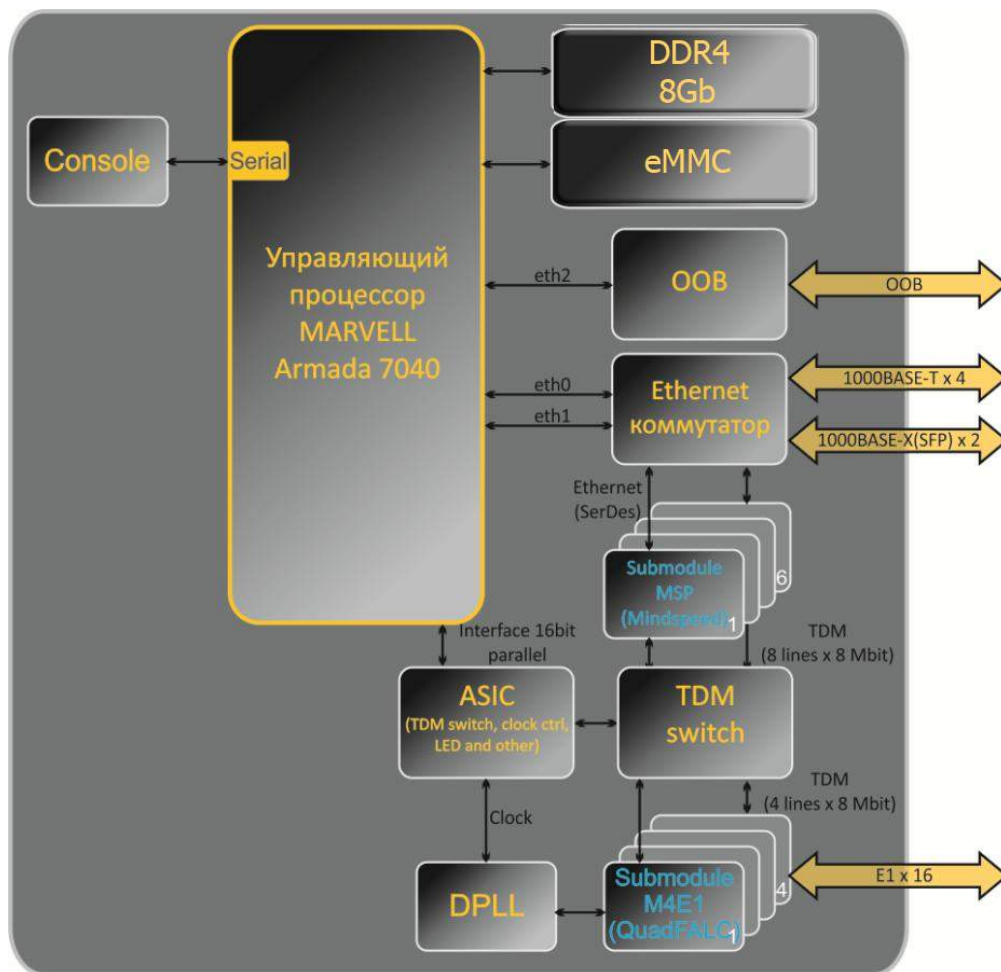 DDR4
8Gb
eMMC
Console
Serial
Управляющий
процессор
MARVELL
Armada 7040
eth2
OOB
OOB
eth0
eth1
Ethernet
коммутатор
1000BASE-T x 4
1000BASE-X(SFP) x 2
Ethernet
(SerDes)
6
Submodule
MSP
(Mindspeed)
1
Interface 16bit
parallel
TDM
(8 lines x 8 Mbit)
ASIC
(TDM switch, clock ctrl,
LED and other)
TDM
switch
TDM
(4 lines x 8 Mbit)
Clock
DPLL
4
Submodule
M4E1
(QuadFALC)
1
E1 x 16